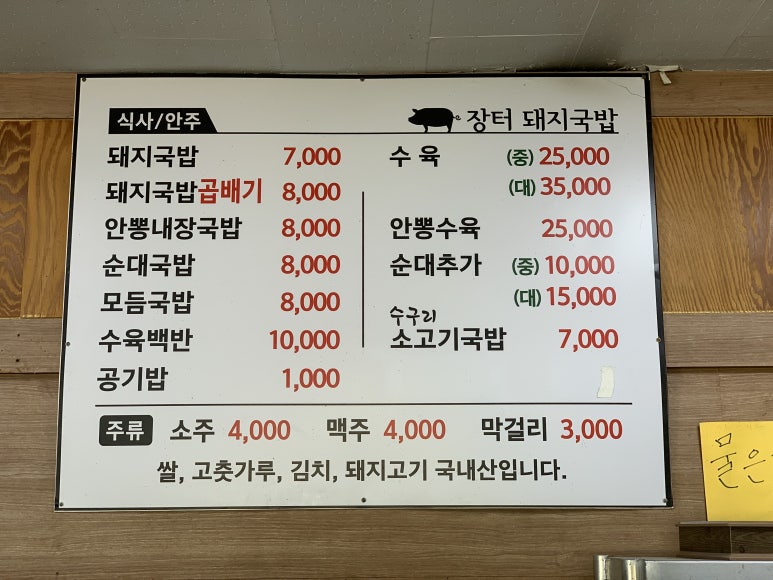 식사/안주
장터 돼지국밥
돼지국밥 7,000
돼지국밥곱배기 8,000
안뽕내장국밥 8,000
순대국밥 8,000
모듬국밥 8,000
수육백반 10,000
공기밥 1,000
수 육 (중) 25,000
(대) 35,000
안뽕수육 25,000
순대추가 (중) 10,000
(대) 15,000
수구리
소고기국밥 7,000
주류 소주 4,000 맥주 4,000 막걸리 3,000
쌀, 고춧가루, 김치, 돼지고기 국내산입니다.
물은